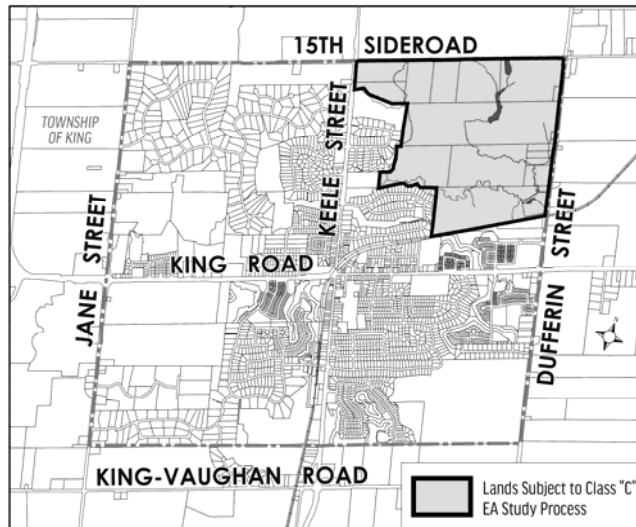 15TH SIDEROAD
TOWNSHIP
OF KING
KEELE STREET
JANE STREET
KING ROAD
DUFFERIN STREET
KING-VAUGHAN ROAD
Lands Subject to Class "C"
EA Study Process